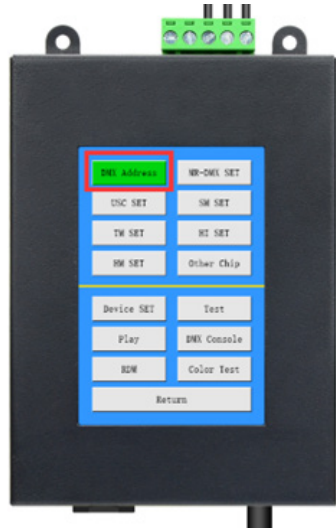 DMX Address NR-DMX SET
USC SET SM SET
TM SET HI SET
HM SET Other Chip
Device SET Test
Play DMX Console
RDM Color Test
Return